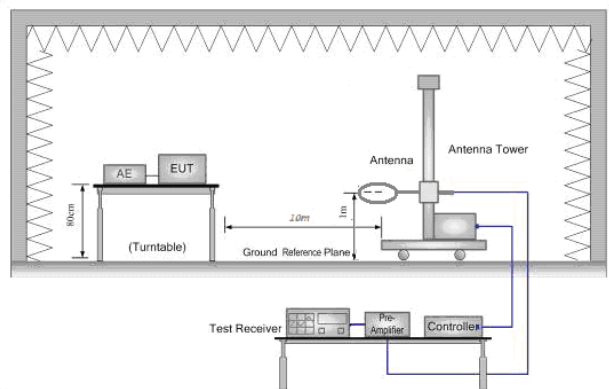 Antenna Tower
Antenna
AE
EUT
80cm
(Turntable)
10m
1m
Ground Reference Plane
Test Receiver
Pre-
Amplifier
Controller